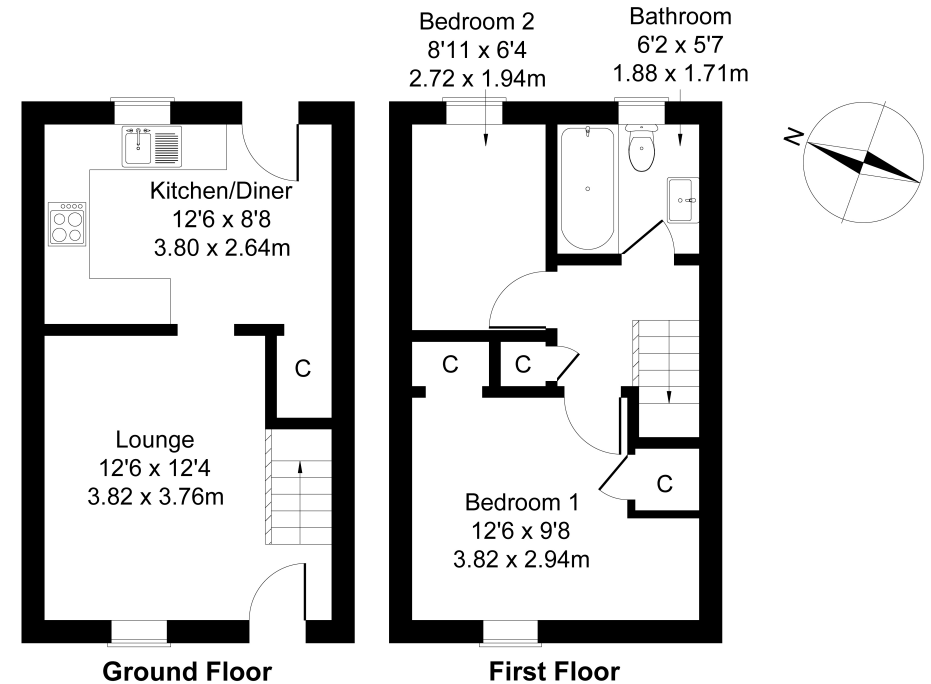 Bedroom 2
8'11 x 6'4
2.72 x 1.94m
Bathroom
6'2 x 5'7
1.88 x 1.71m
N
Kitchen/Diner
12'6 x 8'8
3.80 x 2.64m
C
C
C
Lounge
12'6 x 12'4
3.82 x 3.76m
C
Bedroom 1
12'6 x 9'8
3.82 x 2.94m
Ground Floor
First Floor